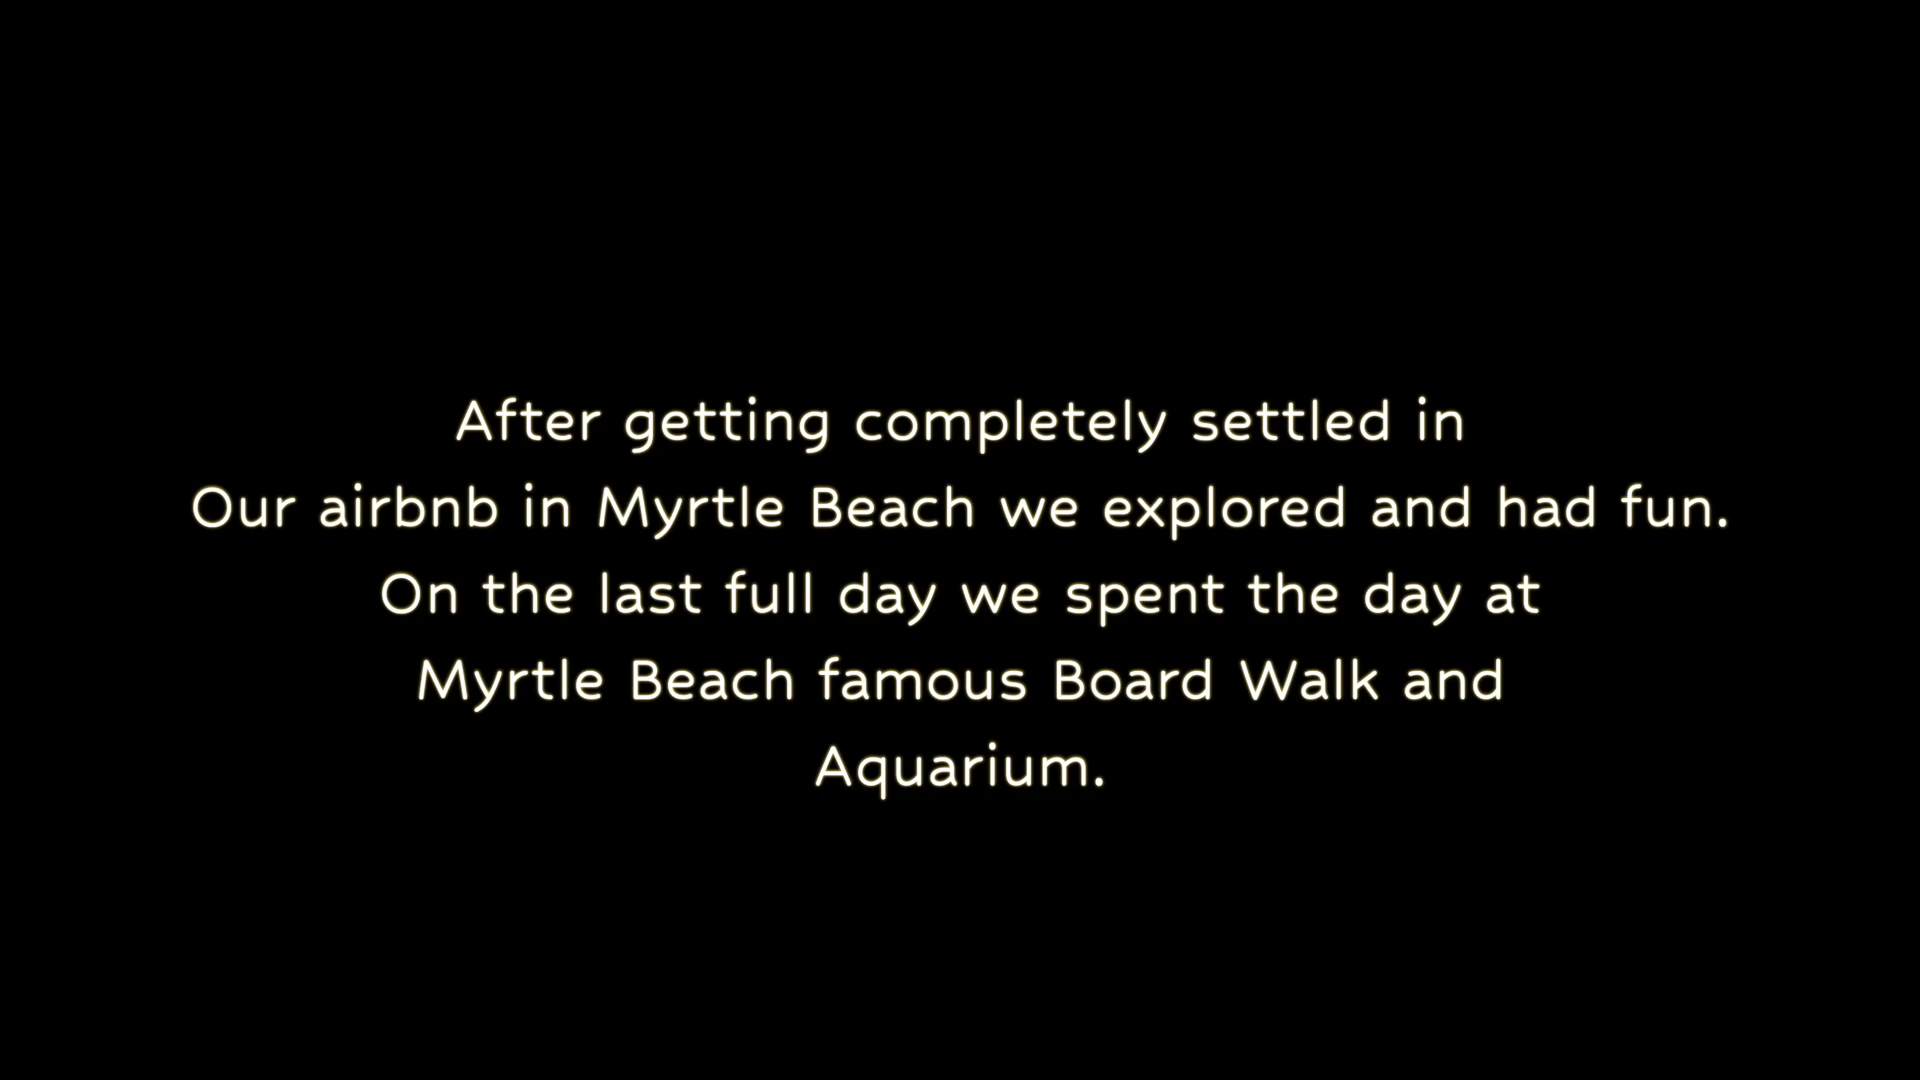 After getting completely settled in
Our airbnb in Myrtle Beach we explored and had fun.
On the last full day we spent the day at
Myrtle Beach famous Board Walk and
Aquarium.